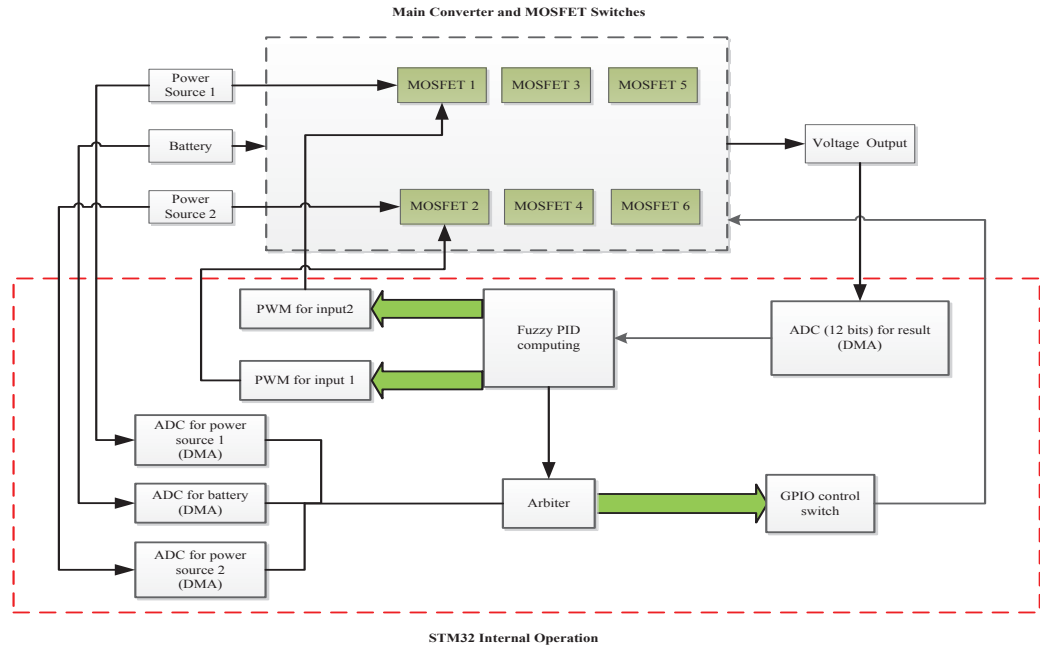 Main Converter and MOSFET Switches
Power
Source 1
MOSFET 1
MOSFET 3
MOSFET 5
Battery
Voltage Output
Power
Source 2
MOSFET 2
MOSFET 4
MOSFET 6
PWM for input2
Fuzzy PID
computing
ADC (12 bits) for result
(DMA)
PWM for input 1
ADC for power
source 1
(DMA)
ADC for battery
(DMA)
Arbiter
GPIO control
switch
ADC for power
source 2
(DMA)
STM32 Internal Operation